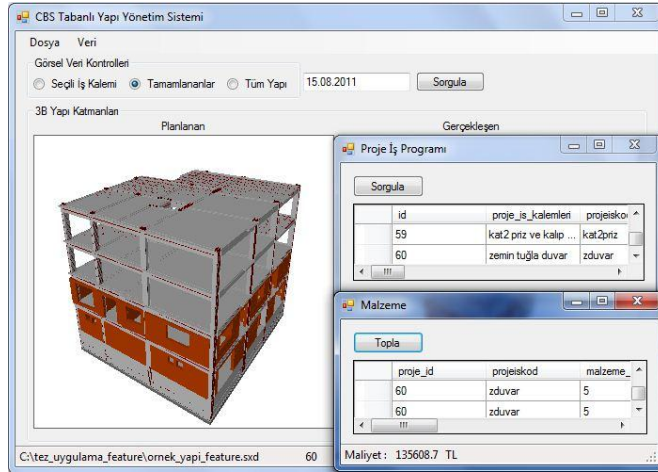 CBS Tabanlı Yapı Yönetim Sistemi
Dosya Veri
Görsel Veri Kontrolleri
Seçili İş Kalemi Tamamlananlar Tüm Yapı 15.08.2011 Sorgula
3B Yapı Katmanları
Planlanan Gerçekleşen
Proje İş Programı
Sorgula
id proje_is_kalemleri projeisko
59 kat2 priz ve kalıp ... kat2priz
60 zemin tuğla duvar zduvar
Malzeme
Topla
proje_id projeiskod malzeme_
60 zduvar 5
60 zduvar 5
Maliyet : 135608.7 TL
C:\tez_uygulama_feature\ornek_yapi_feature.sxd 60